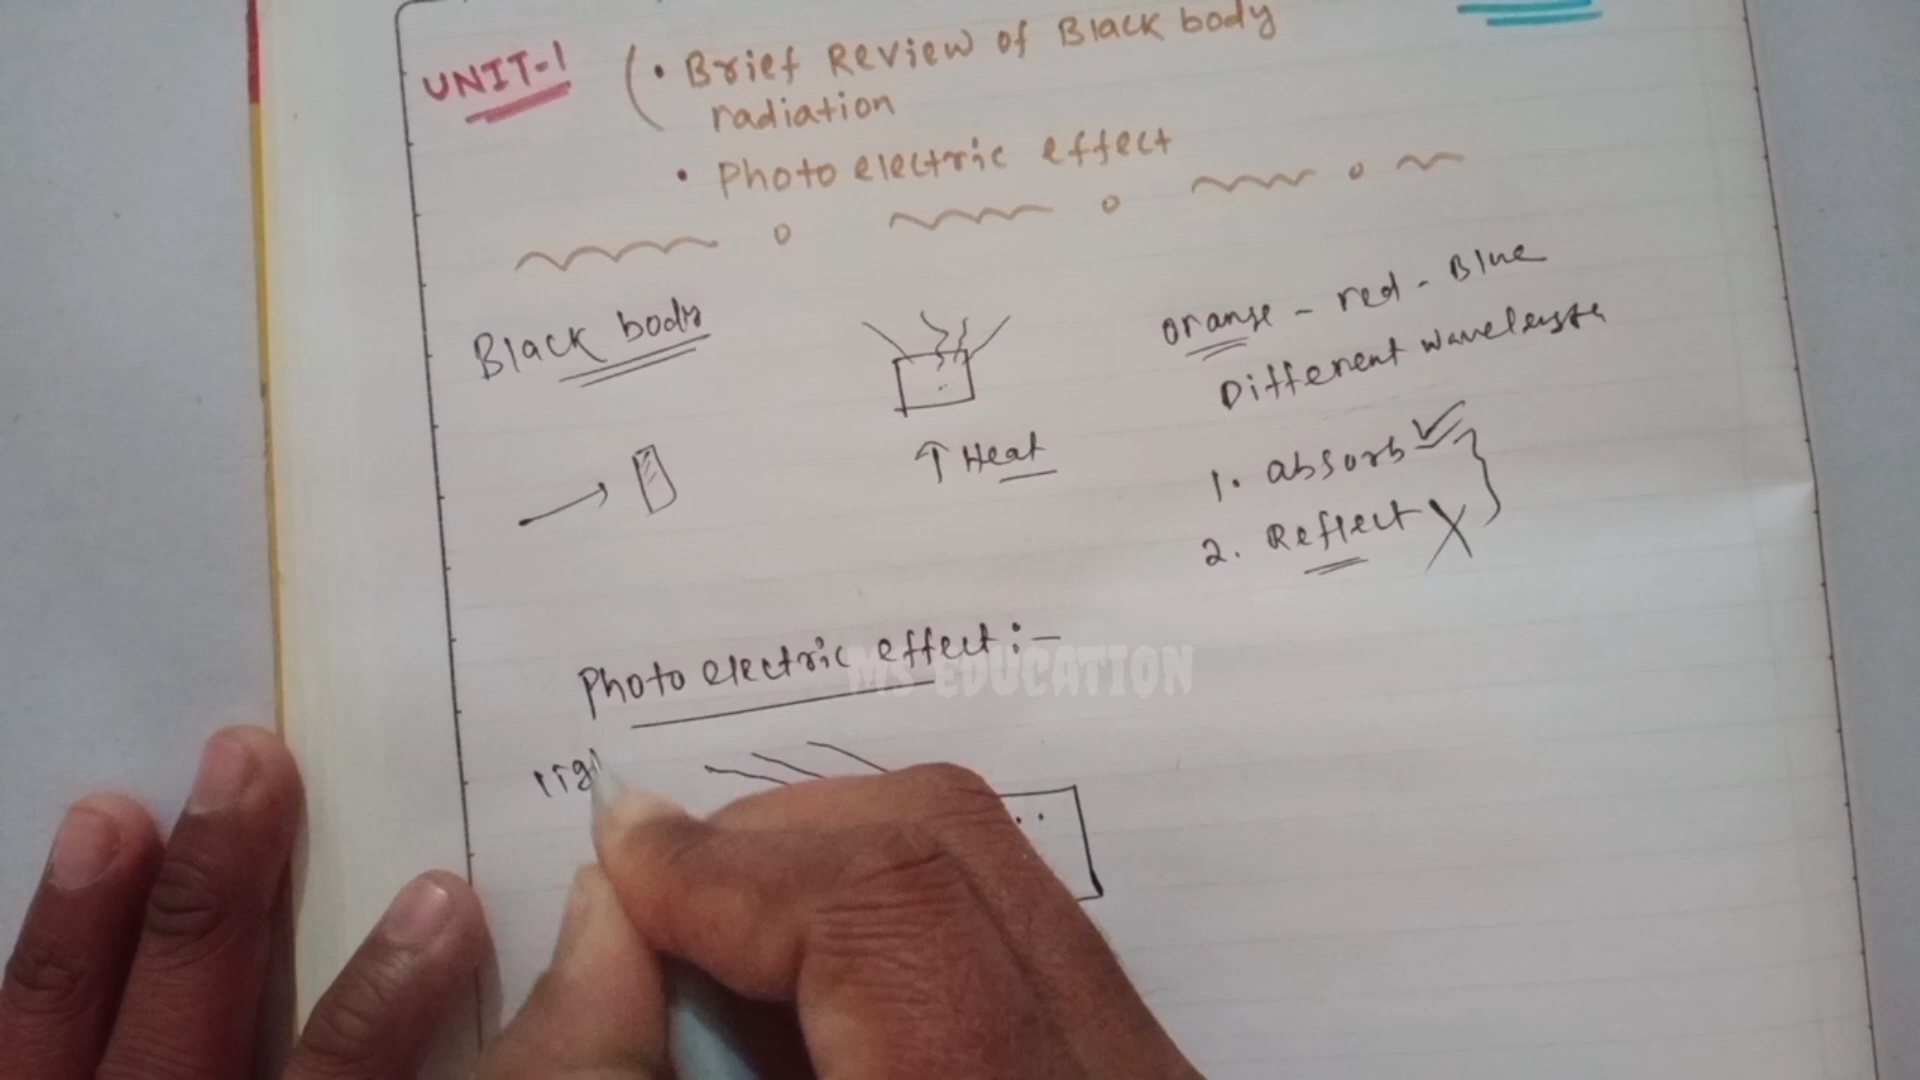 UNIT-1 ( • Brief Review of Black body
radiation
• Photo electric effect
Black body
↑ Heat
orange - red - Blue
Different wavelength
1. absorb ✓
2. Reflect X
Photo electric effect :-
lig
MS EDUCATION